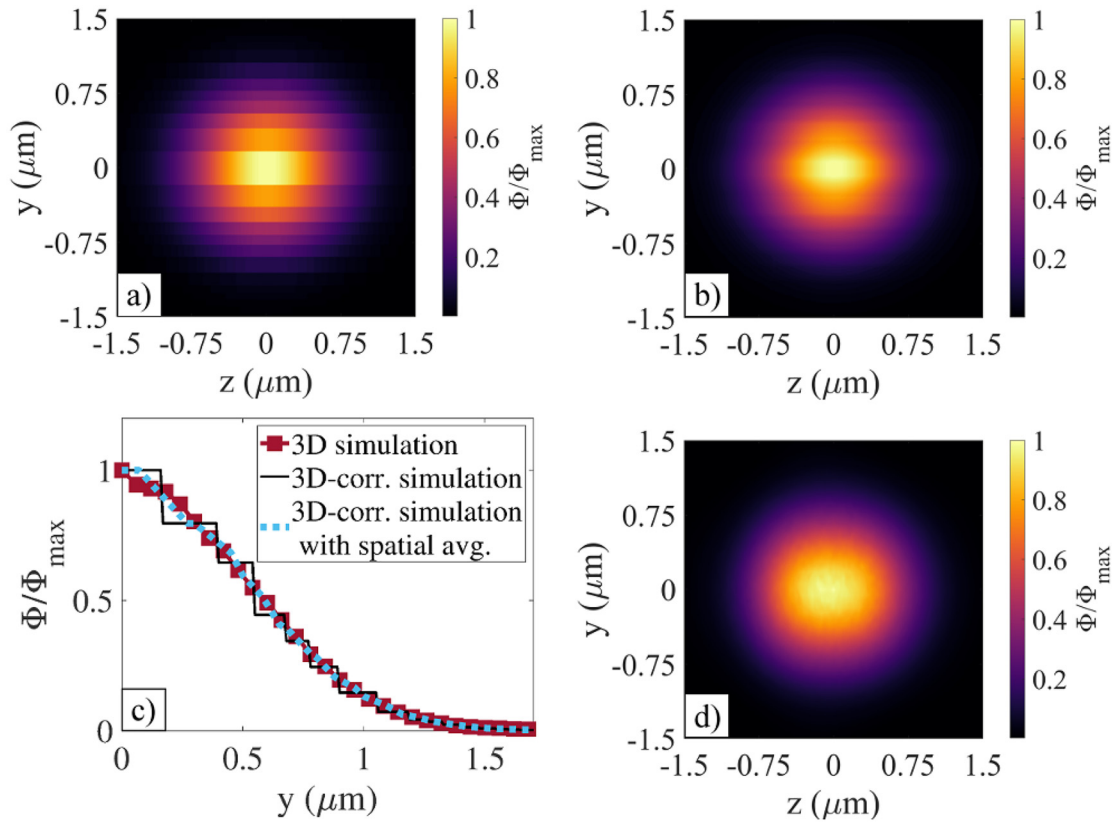 1.5
0.75
0
-0.75
-1.5
y (μm)
-1.5 -0.75 0 0.75 1.5
z (μm)
a)
1
0.8
0.6
0.4
0.2
Φ/Φmax
1.5
0.75
0
-0.75
-1.5
y (μm)
-1.5 -0.75 0 0.75 1.5
z (μm)
b)
1
0.8
0.6
0.4
0.2
Φ/Φmax
1
0.5
0
Φ/Φmax
0 0.5 1 1.5
y (μm)
3D simulation
3D-corr. simulation
3D-corr. simulation
with spatial avg.
c)
1.5
0.75
0
-0.75
-1.5
y (μm)
-1.5 -0.75 0 0.75 1.5
z (μm)
d)
1
0.8
0.6
0.4
0.2
Φ/Φmax